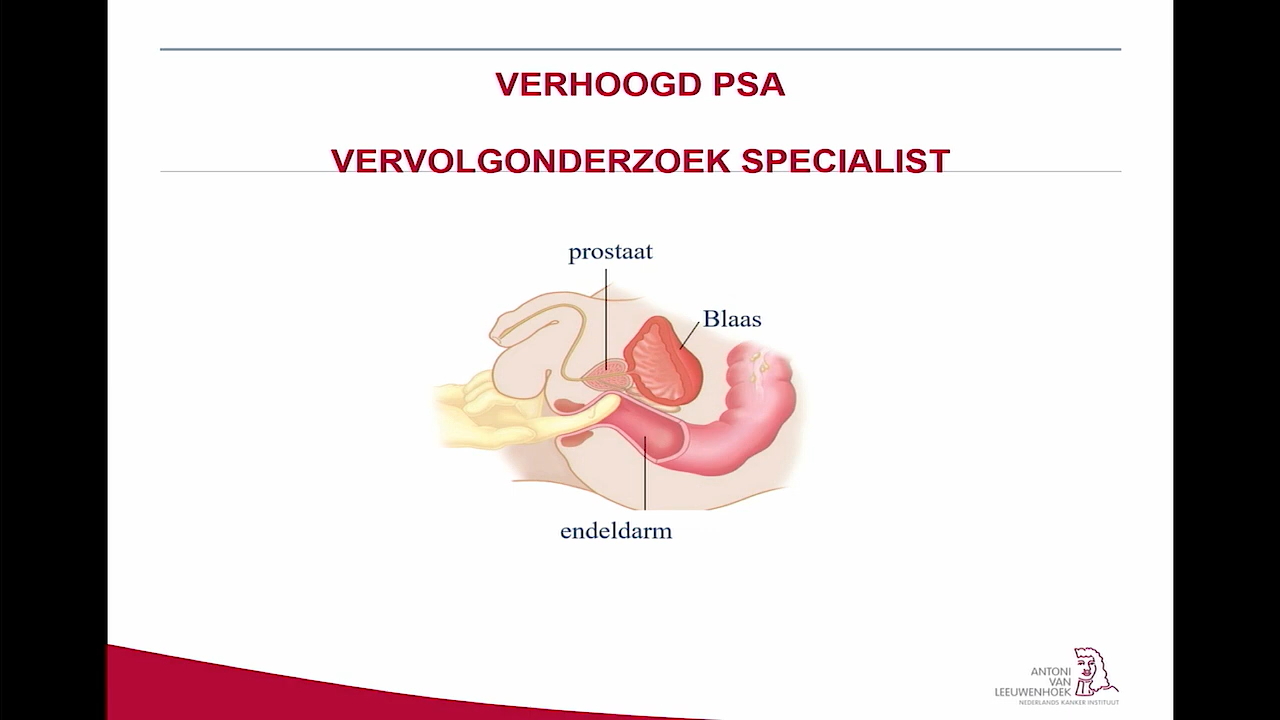 VERHOOGD PSA
VERVOLGONDERZOEK SPECIALIST
prostaat
Blaas
endeldarm
ANTONI
VAN
LEEUWENHOEK
NEDERLANDS KANKER INSTITUUT